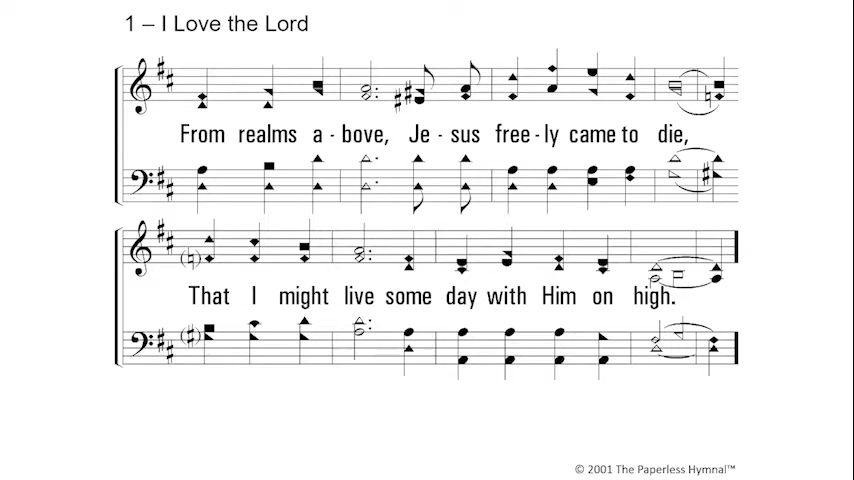 1 – I Love the Lord
From realms a - bove, Je - sus free - ly came to die,
That I might live some day with Him on high.
© 2001 The Paperless Hymnal™